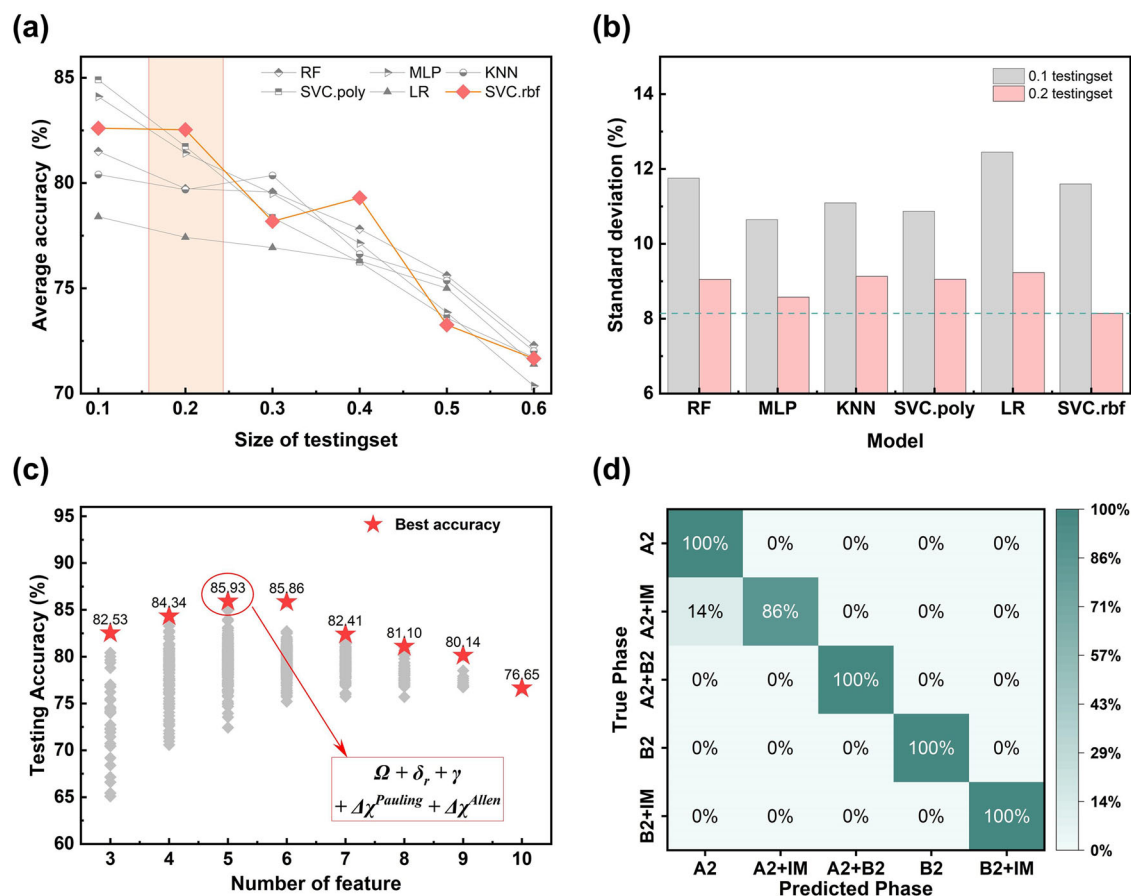 (a)
RF
MLP
KNN
SVC.poly
LR
SVC.rbf
85
80
75
70
Average accuracy (%)
0.1 0.2 0.3 0.4 0.5 0.6
Size of testingset
(b)
0.1 testingset
0.2 testingset
14
12
10
8
6
Standard deviation (%)
RF MLP KNN SVC.poly LR SVC.rbf
Model
(c)
Best accuracy
95
90
85
80
75
70
65
60
Testing Accuracy (%)
82.53 84.34 85.93 85.86 82.41 81.10 80.14 76.65
Ω + δr + γ
+ Δχ^Pauling + Δχ^Allen
3 4 5 6 7 8 9 10
Number of feature
(d)
True Phase
A2 100% 0% 0% 0% 0%
A2+IM 14% 86% 0% 0% 0%
A2+B2 0% 0% 100% 0% 0%
B2 0% 0% 0% 100% 0%
B2+IM 0% 0% 0% 0% 100%
A2 A2+IM A2+B2 B2 B2+IM
Predicted Phase
100%
86%
71%
57%
43%
29%
14%
0%